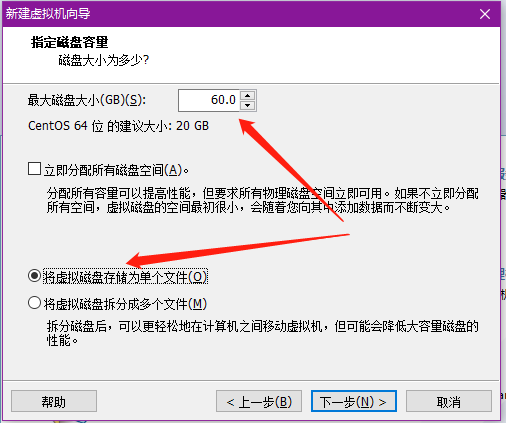 新建虚拟机向导
指定磁盘容量
磁盘大小为多少?
最大磁盘大小(GB)(S): 60.0
CentOS 64 位 的建议大小: 20 GB
立即分配所有磁盘空间(A)。
分配所有容量可以提高性能，但要求所有物理磁盘空间立即可用。如果不立即分配
所有空间，虚拟磁盘的空间最初很小，会随着您向其中添加数据而不断变大。
将虚拟磁盘存储为单个文件(O)
将虚拟磁盘拆分成多个文件(M)
拆分磁盘后，可以更轻松地在计算机之间移动虚拟机，但可能会降低大容量磁盘的
性能。
帮助 < 上一步(B) 下一步(N) > 取消